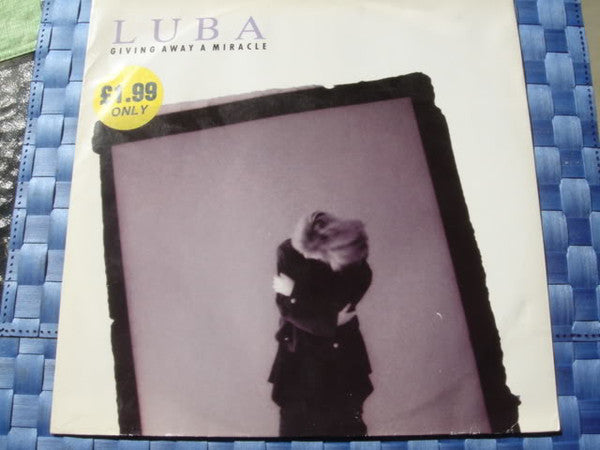 LUBA
GIVING AWAY A MIRACLE
£1.99
ONLY